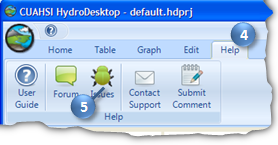 CUAHSI HydroDesktop - default.hdprj
4
Home Table Graph Edit Help
?
User Guide
Forum
Issues
Contact Support
Submit Comment
5
Help